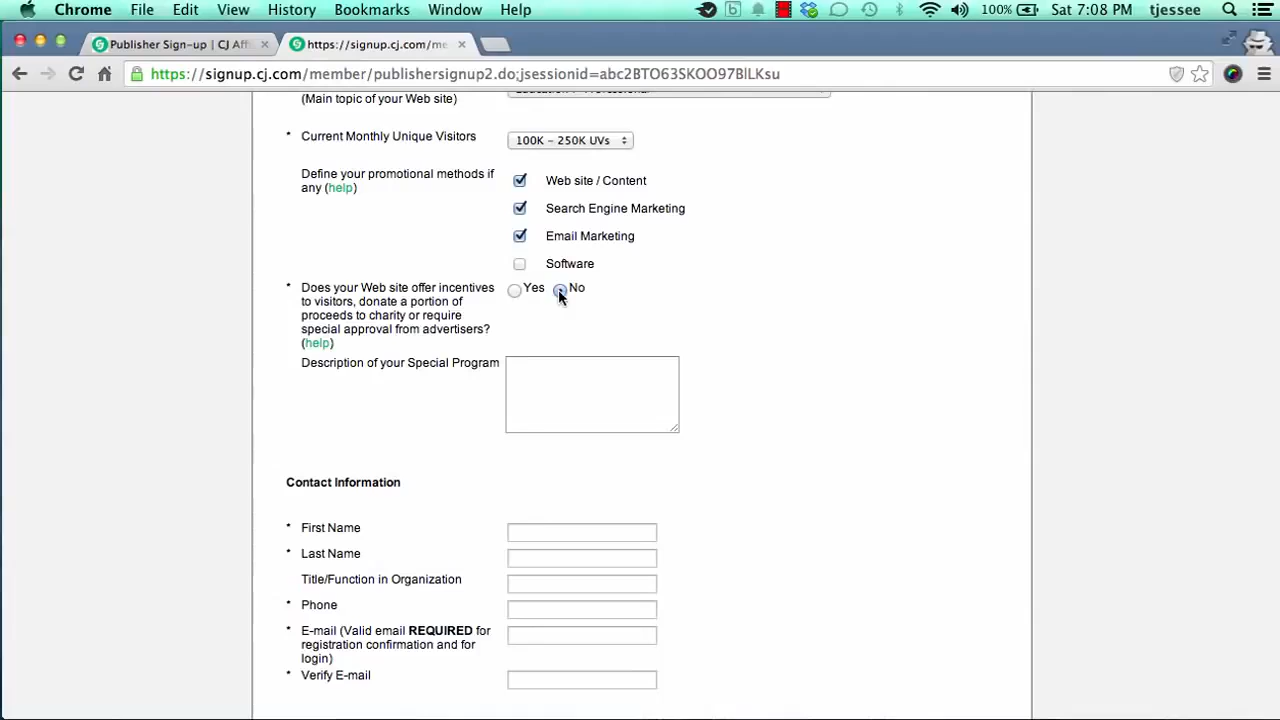 Chrome File Edit View History Bookmarks Window Help 100% Sat 7:08 PM tjessee
Publisher Sign-up | CJ Affi https://signup.cj.com/me
https://signup.cj.com/member/publishersignup2.do;jsessionid=abc2BTO63SKOO97BlLKsu
(Main topic of your Web site)
* Current Monthly Unique Visitors 100K – 250K UVs
Define your promotional methods if
any (help)
Web site / Content
Search Engine Marketing
Email Marketing
Software
* Does your Web site offer incentives
to visitors, donate a portion of
proceeds to charity or require
special approval from advertisers?
(help)
Yes No
Description of your Special Program
Contact Information
* First Name
* Last Name
Title/Function in Organization
* Phone
* E-mail (Valid email REQUIRED for
registration confirmation and for
login)
* Verify E-mail